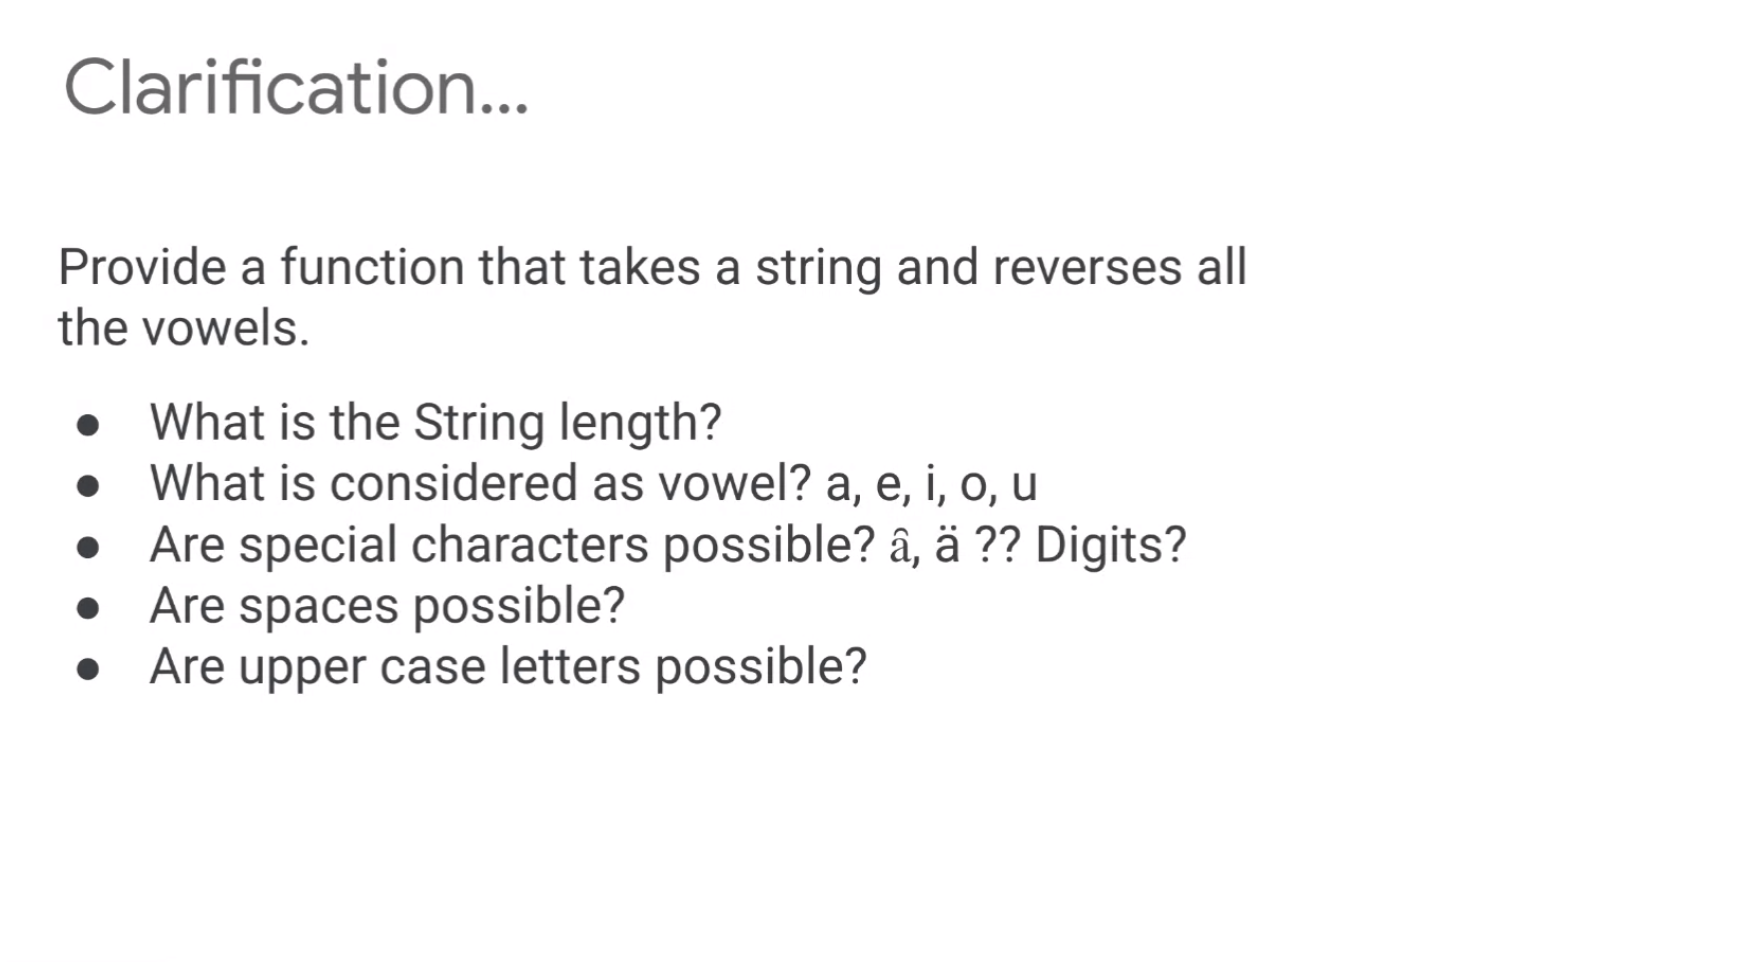 Clarification...
Provide a function that takes a string and reverses all
the vowels.
● What is the String length?
● What is considered as vowel? a, e, i, o, u
● Are special characters possible? â, ä ?? Digits?
● Are spaces possible?
● Are upper case letters possible?